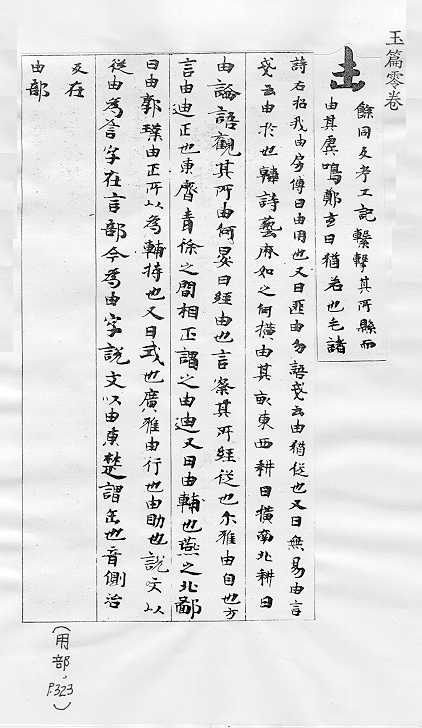 玉篇零卷
由
餘同反考工記繫擊其所縣而
由其虡鳴鄭玄曰猶若也毛詩
詩右招我由房傳曰由用也又曰匪由勿語戔云由猶從也又曰無易由言
戔云由於也韓詩藝麻如之何橫由其畝東西耕曰橫南北耕曰
由論語觀其所由何晏曰經由也言察其所經從也尒雅由自也方
言由迪正也東齊青徐之間相正謂之由迪又曰由輔也燕之北鄙
曰由郭璞由正所以為輔持也又曰式也廣雅由行也由助也說文以
從由為䚻字在言部今為由字說文以由東楚謂缶也音側治
反在
由部
(用部,P.323)